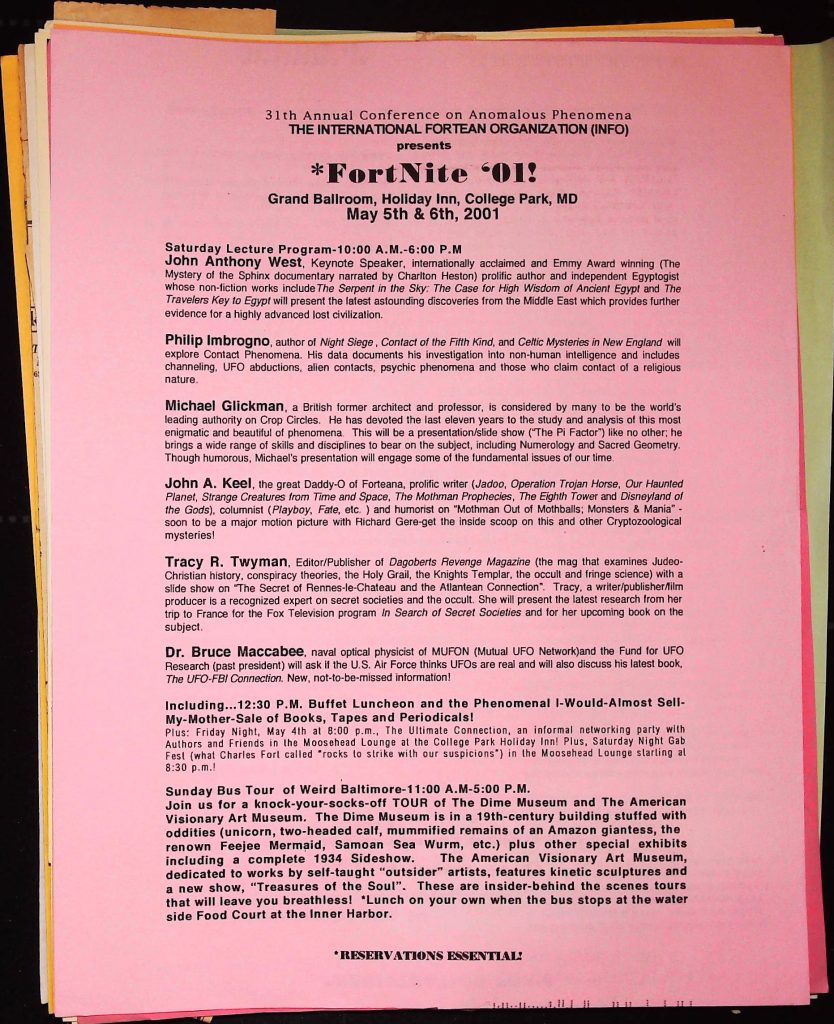 31th Annual Conference on Anomalous Phenomena
THE INTERNATIONAL FORTEAN ORGANIZATION (INFO)
presents
*FortNite ‘01!
Grand Ballroom, Holiday Inn, College Park, MD
May 5th & 6th, 2001
Saturday Lecture Program-10:00 A.M.-6:00 P.M
John Anthony West, Keynote Speaker, internationally acclaimed and Emmy Award winning (The
Mystery of the Sphinx documentary narrated by Charlton Heston) prolific author and independent Egyptogist
whose non-fiction works include The Serpent in the Sky: The Case for High Wisdom of Ancient Egypt and The
Travelers Key to Egypt will present the latest astounding discoveries from the Middle East which provides further
evidence for a highly advanced lost civilization.
Philip Imbrogno, author of Night Siege , Contact of the Fifth Kind, and Celtic Mysteries in New England will
explore Contact Phenomena. His data documents his investigation into non-human intelligence and includes
channeling, UFO abductions, alien contacts, psychic phenomena and those who claim contact of a religious
nature.
Michael Glickman, a British former architect and professor, is considered by many to be the world's
leading authority on Crop Circles. He has devoted the last eleven years to the study and analysis of this most
enigmatic and beautiful of phenomena. This will be a presentation/slide show ("The Pi Factor") like no other; he
brings a wide range of skills and disciplines to bear on the subject, including Numerology and Sacred Geometry.
Though humorous, Michael's presentation will engage some of the fundamental issues of our time.
John A. Keel, the great Daddy-O of Forteana, prolific writer (Jadoo, Operation Trojan Horse, Our Haunted
Planet, Strange Creatures from Time and Space, The Mothman Prophecies, The Eighth Tower and Disneyland of
the Gods), columnist (Playboy, Fate, etc. ) and humorist on "Mothman Out of Mothballs; Monsters & Mania" -
soon to be a major motion picture with Richard Gere-get the inside scoop on this and other Cryptozoological
mysteries!
Tracy R. Twyman, Editor/Publisher of Dagoberts Revenge Magazine (the mag that examines Judeo-
Christian history, conspiracy theories, the Holy Grail, the Knights Templar, the occult and fringe science) with a
slide show on "The Secret of Rennes-le-Chateau and the Atlantean Connection". Tracy, a writer/publisher/film
producer is a recognized expert on secret societies and the occult. She will present the latest research from her
trip to France for the Fox Television program In Search of Secret Societies and for her upcoming book on the
subject.
Dr. Bruce Maccabee, naval optical physicist of MUFON (Mutual UFO Network)and the Fund for UFO
Research (past president) will ask if the U.S. Air Force thinks UFOs are real and will also discuss his latest book,
The UFO-FBI Connection. New, not-to-be-missed information!
Including...12:30 P.M. Buffet Luncheon and the Phenomenal I-Would-Almost Sell-
My-Mother-Sale of Books, Tapes and Periodicals!
Plus: Friday Night, May 4th at 8:00 p.m., The Ultimate Connection, an informal networking party with
Authors and Friends in the Moosehead Lounge at the College Park Holiday Inn! Plus, Saturday Night Gab
Fest (what Charles Fort called "rocks to strike with our suspicions") in the Moosehead Lounge starting at
8:30 p.m.!
Sunday Bus Tour of Weird Baltimore-11:00 A.M-5:00 P.M.
Join us for a knock-your-socks-off TOUR of The Dime Museum and The American
Visionary Art Museum. The Dime Museum is in a 19th-century building stuffed with
oddities (unicorn, two-headed calf, mummified remains of an Amazon giantess, the
renown Feejee Mermaid, Samoan Sea Wurm, etc.) plus other special exhibits
including a complete 1934 Sideshow. The American Visionary Art Museum,
dedicated to works by self-taught "outsider" artists, features kinetic sculptures and
a new show, "Treasures of the Soul". These are insider-behind the scenes tours
that will leave you breathless! *Lunch on your own when the bus stops at the water
side Food Court at the Inner Harbor.
*RESERVATIONS ESSENTIAL!